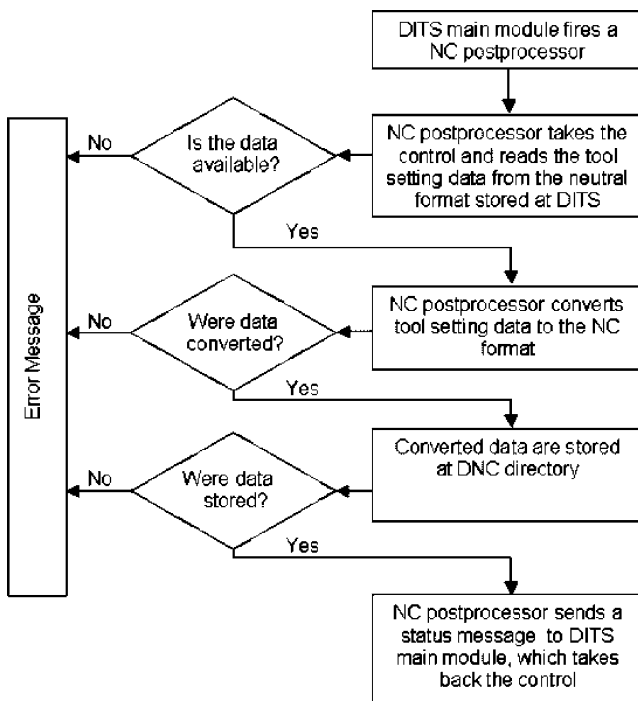 DITS main module fires a
NC postprocessor
No
Is the data
available?
NC postprocessor takes the
control and reads the tool
setting data from the neutral
format stored at DITS
Yes
Error Message
No
Were data
converted?
NC postprocessor converts
tool setting data to the NC
format
Yes
No
Were data
stored?
Converted data are stored
at DNC directory
Yes
NC postprocessor sends a
status message to DITS
main module, which takes
back the control